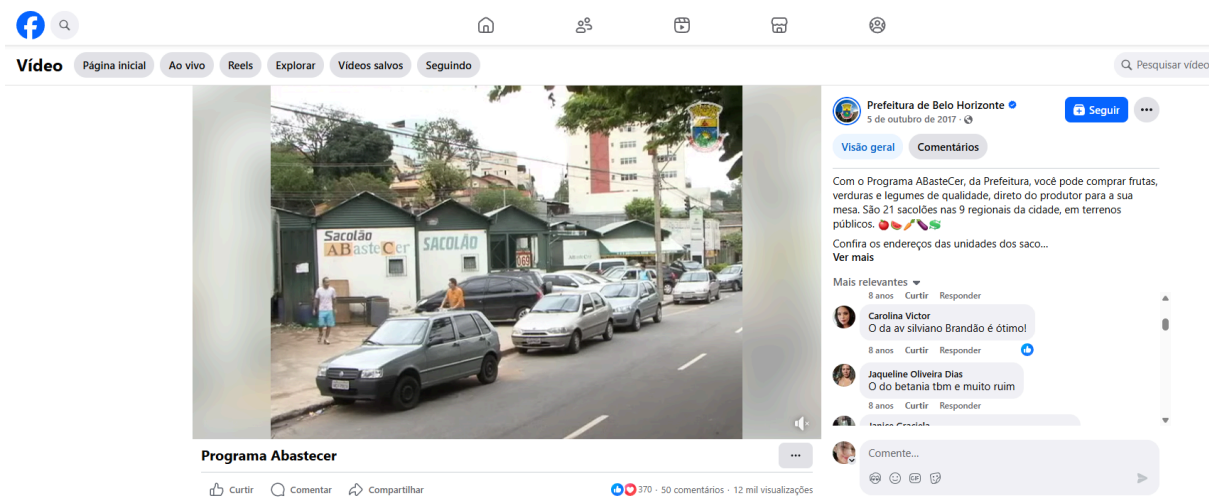 Vídeo
Página inicial
Ao vivo
Reels
Explorar
Vídeos salvos
Seguindo
Pesquisar vídeo
Sacolão
ABasteCer
SACOLÃO
069
ABasteCer
Programa Abastecer
Curtir
Comentar
Compartilhar
370 · 50 comentários · 12 mil visualizações
Prefeitura de Belo Horizonte
5 de outubro de 2017 ·
Seguir
Visão geral
Comentários
Com o Programa ABasteCer, da Prefeitura, você pode comprar frutas,
verduras e legumes de qualidade, direto do produtor para a sua
mesa. São 21 sacolões nas 9 regionais da cidade, em terrenos
públicos. 🍅🍉🥕🍆🥬
Confira os endereços das unidades dos saco...
Ver mais
Mais relevantes
8 anos Curtir Responder
Carolina Victor
O da av silviano Brandão é ótimo!
8 anos Curtir Responder
Jaqueline Oliveira Dias
O do betania tbm e muito ruim
8 anos Curtir Responder
Janice Graciela
Comente...
GIF